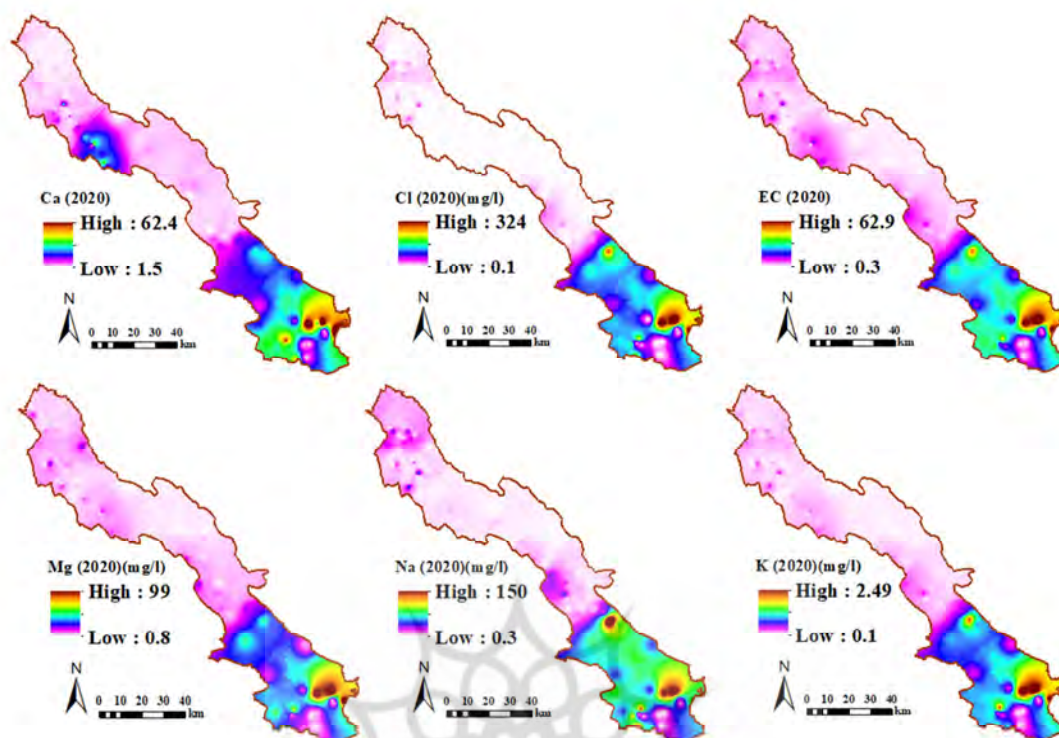 Ca (2020)
High : 62.4
Low : 1.5
N
0 10 20 30 40
km
Cl (2020)(mg/l)
High : 324
Low : 0.1
N
0 10 20 30 40
km
EC (2020)
High : 62.9
Low : 0.3
N
0 10 20 30 40
km
Mg (2020)(mg/l)
High : 99
Low : 0.8
N
0 10 20 30 40
km
Na (2020)(mg/l)
High : 150
Low : 0.3
N
0 10 20 30 40
km
K (2020)(mg/l)
High : 2.49
Low : 0.1
N
0 10 20 30 40
km